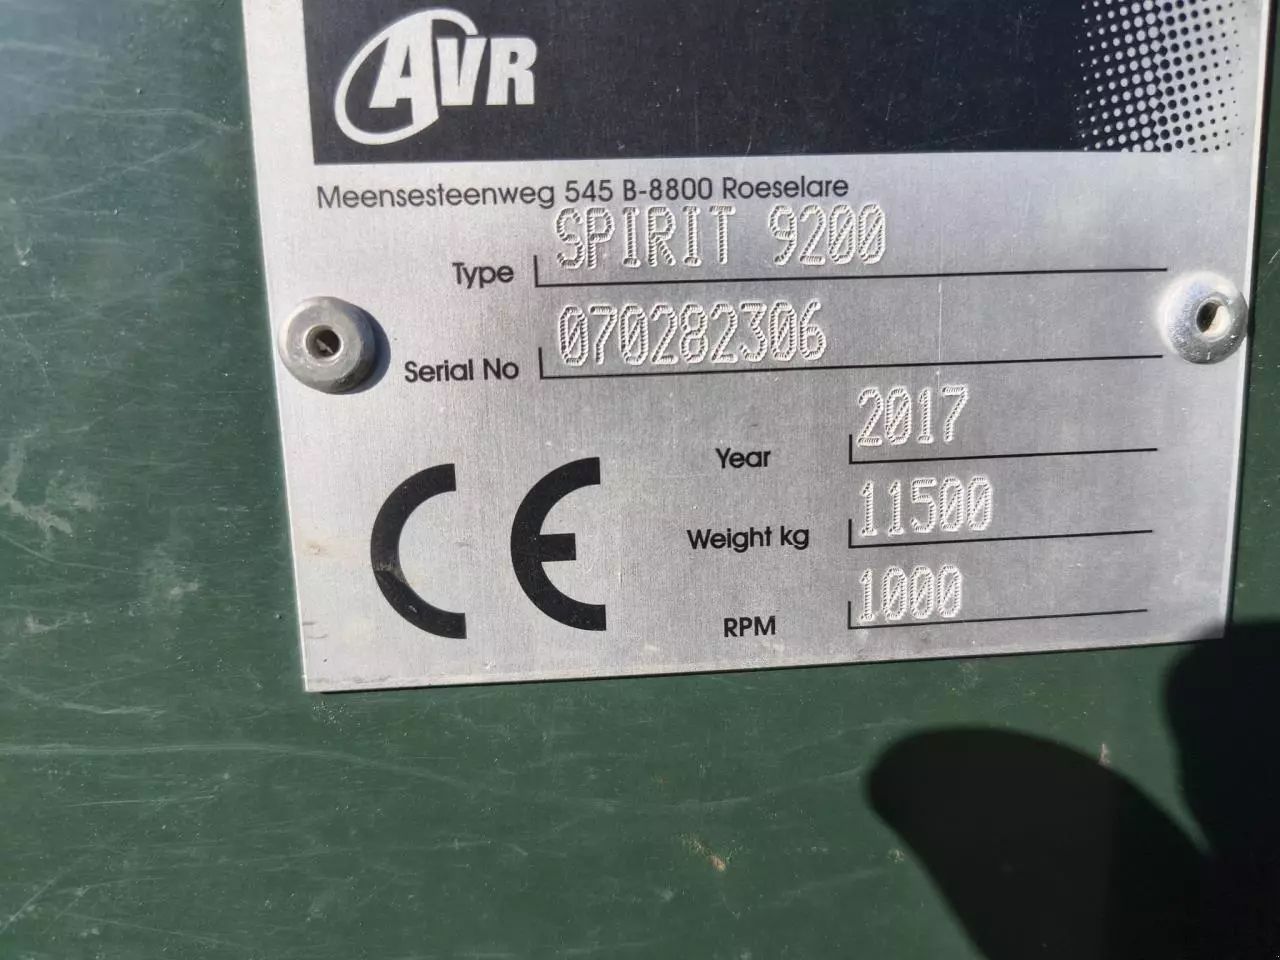 AVR
Meensesteenweg 545 B-8800 Roeselare
Type SPIRIT 9200
Serial No 070282306
Year 2017
Weight kg 11500
RPM 1000
CE